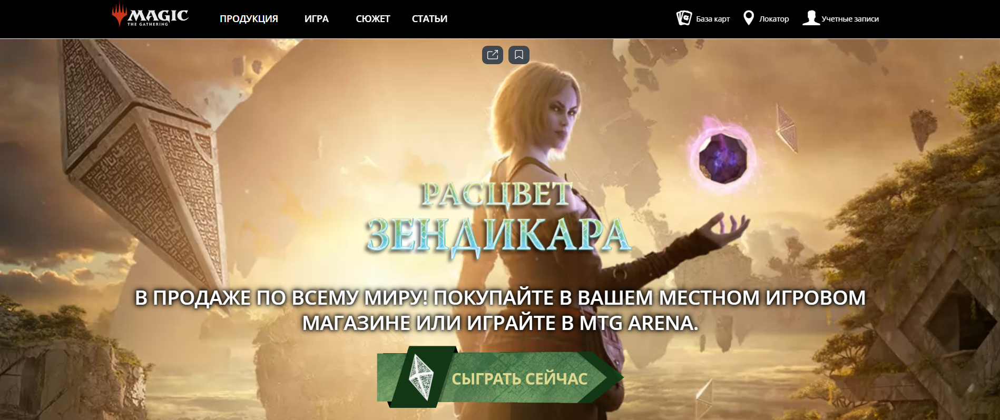 MAGIC
THE GATHERING
ПРОДУКЦИЯ
ИГРА
СЮЖЕТ
СТАТЬИ
База карт
Локатор
Учетные записи
РАСЦВЕТ
ЗЕНДИКАРА
В ПРОДАЖЕ ПО ВСЕМУ МИРУ! ПОКУПАЙТЕ В ВАШЕМ МЕСТНОМ ИГРОВОМ
МАГАЗИНЕ ИЛИ ИГРАЙТЕ В MTG ARENA.
СЫГРАТЬ СЕЙЧАС